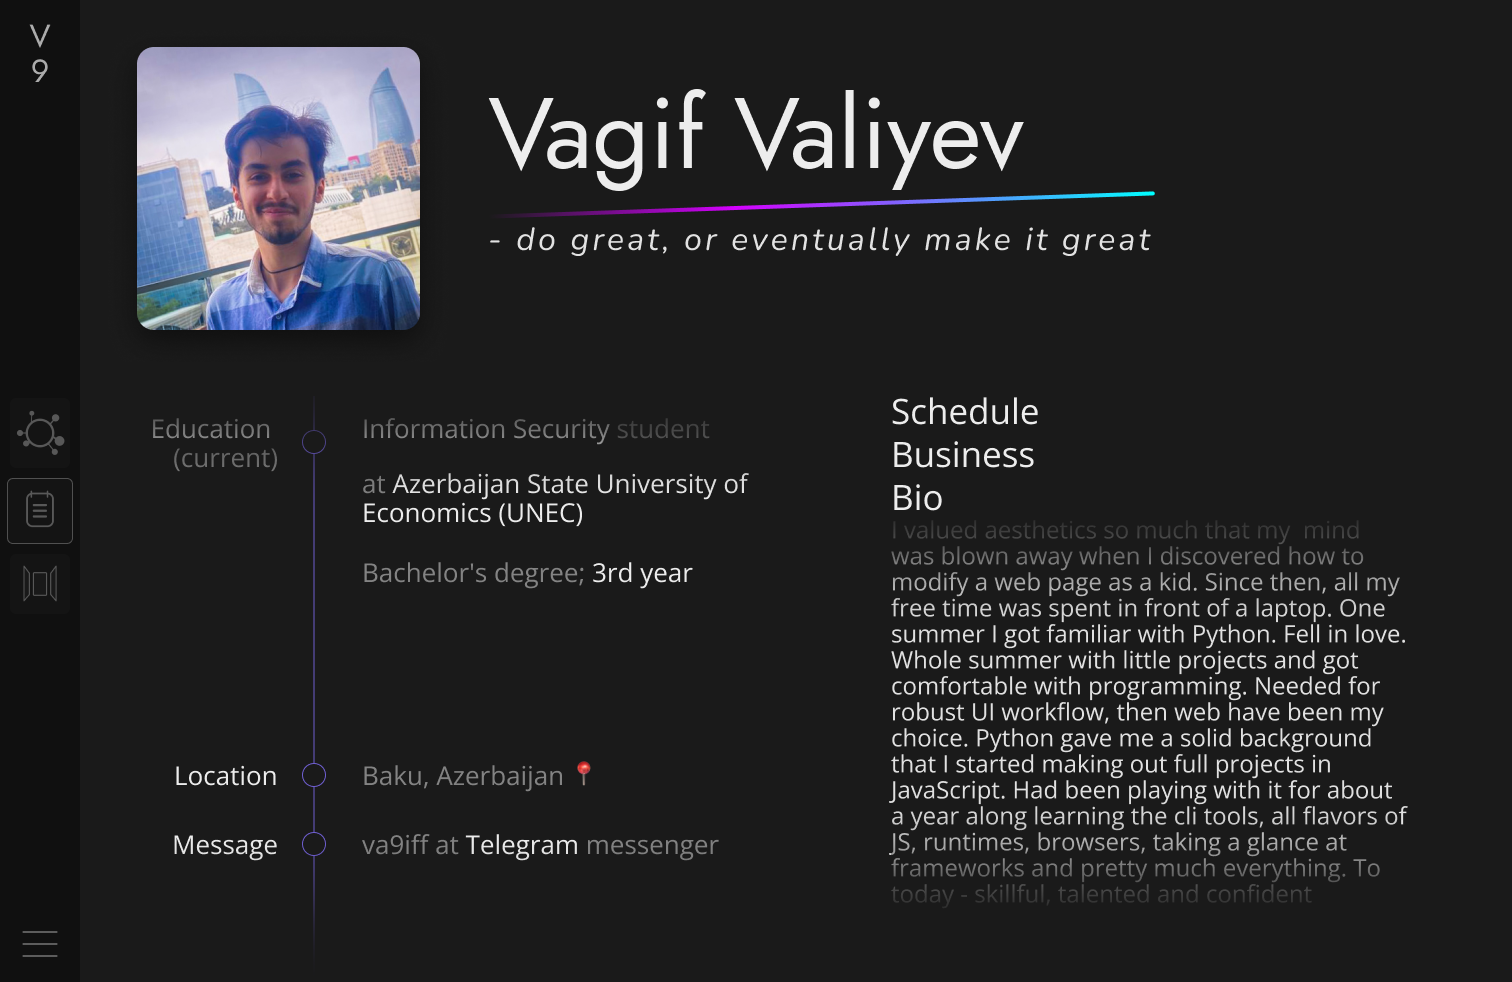 V
9
Vagif Valiyev
- do great, or eventually make it great
Education
(current)
Information Security student
at Azerbaijan State University of
Economics (UNEC)
Bachelor's degree; 3rd year
Location
Baku, Azerbaijan 📍
Message
va9iff at Telegram messenger
Schedule
Business
Bio
I valued aesthetics so much that my  mind
was blown away when I discovered how to
modify a web page as a kid. Since then, all my
free time was spent in front of a laptop. One
summer I got familiar with Python. Fell in love.
Whole summer with little projects and got
comfortable with programming. Needed for
robust UI workflow, then web have been my
choice. Python gave me a solid background
that I started making out full projects in
JavaScript. Had been playing with it for about
a year along learning the cli tools, all flavors of
JS, runtimes, browsers, taking a glance at
frameworks and pretty much everything. To
today - skillful, talented and confident